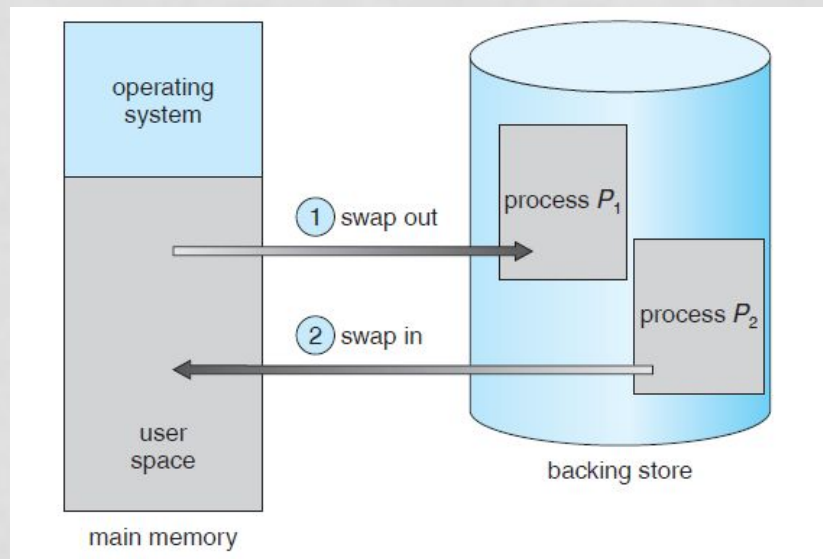 operating
system
1 swap out
process P₁
2 swap in
process P₂
user
space
backing store
main memory